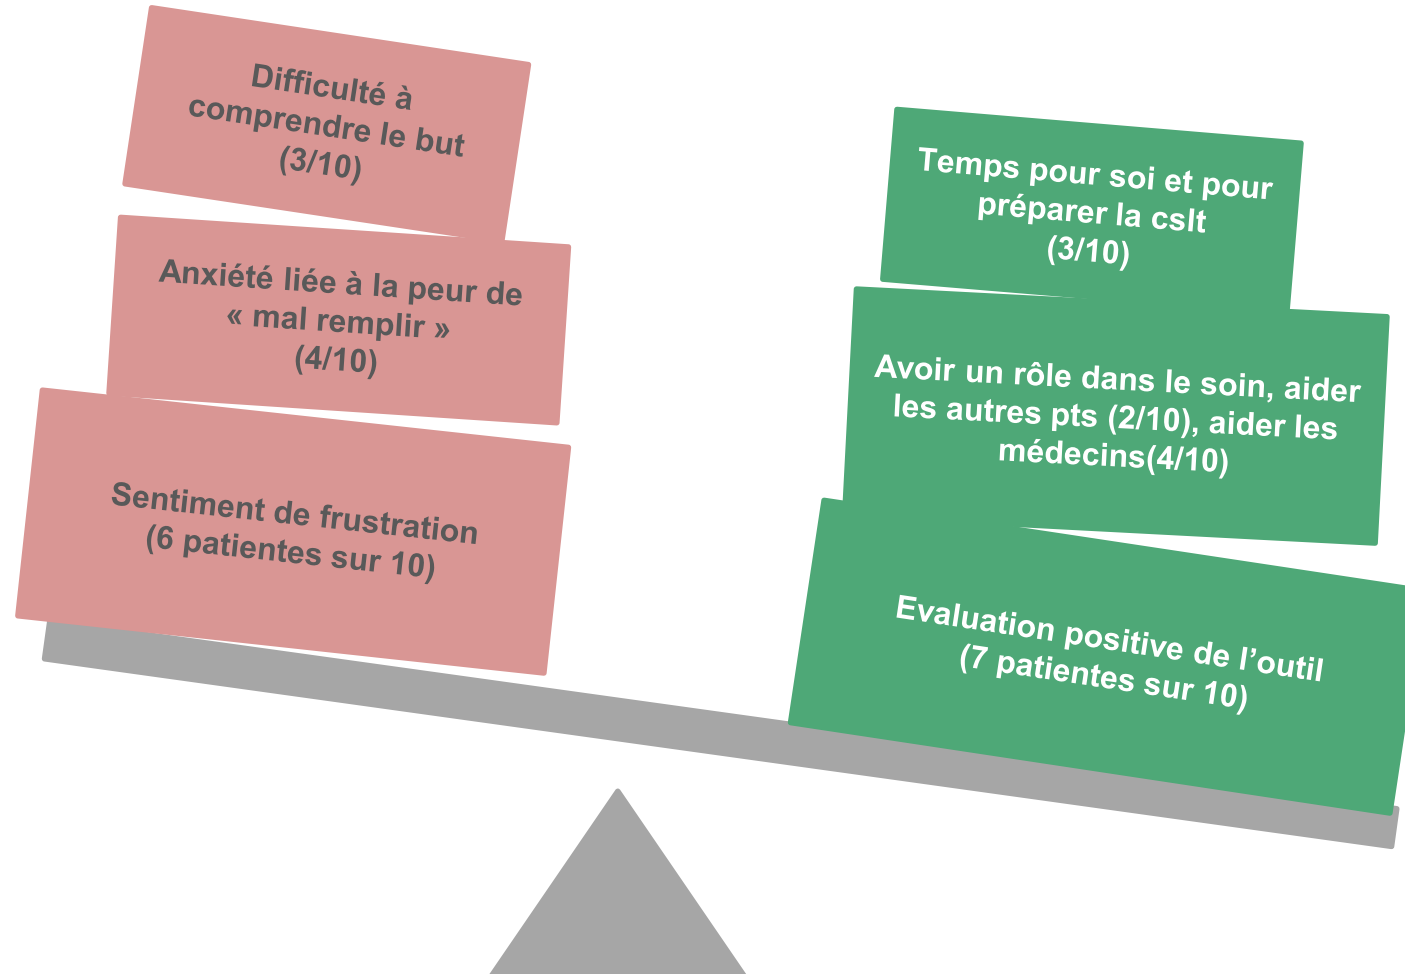 Difficulté à
comprendre le but
(3/10)
Anxiété liée à la peur de
« mal remplir »
(4/10)
Sentiment de frustration
(6 patientes sur 10)
Temps pour soi et pour
préparer la cslt
(3/10)
Avoir un rôle dans le soin, aider
les autres pts (2/10), aider les
médecins(4/10)
Evaluation positive de l’outil
(7 patientes sur 10)